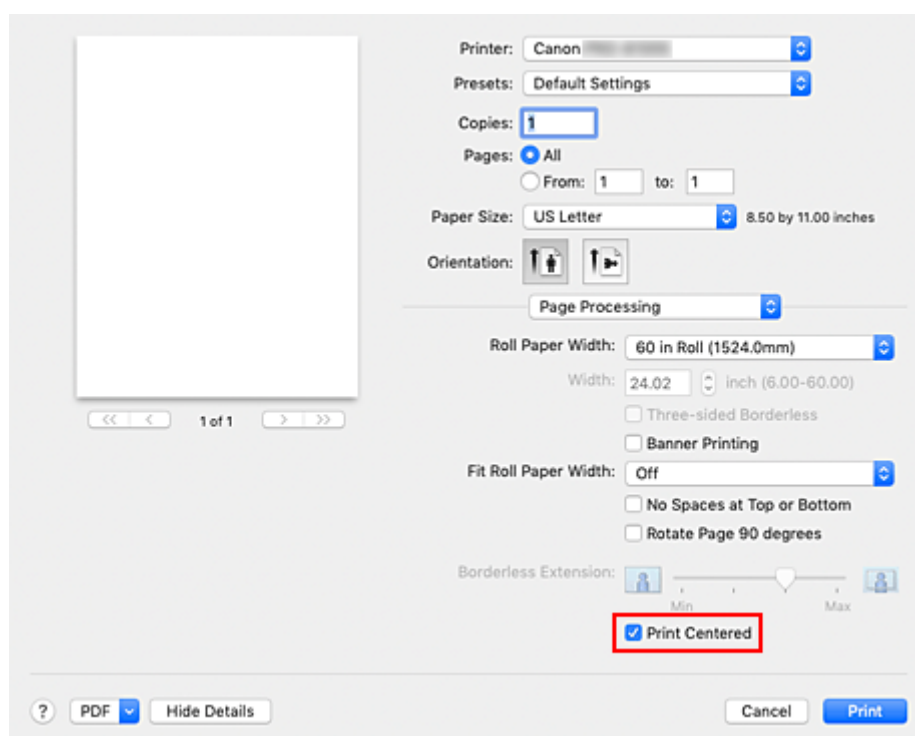 Printer: Canon
Presets: Default Settings
Copies: 1
Pages: All
From: 1 to: 1
Paper Size: US Letter 8.50 by 11.00 inches
Orientation:
Page Processing
Roll Paper Width: 60 in Roll (1524.0mm)
Width: 24.02 inch (6.00-60.00)
Three-sided Borderless
<< < 1 of 1 > >>
Banner Printing
Fit Roll Paper Width: Off
No Spaces at Top or Bottom
Rotate Page 90 degrees
Borderless Extension:
Min Max
Print Centered
? PDF Hide Details Cancel Print